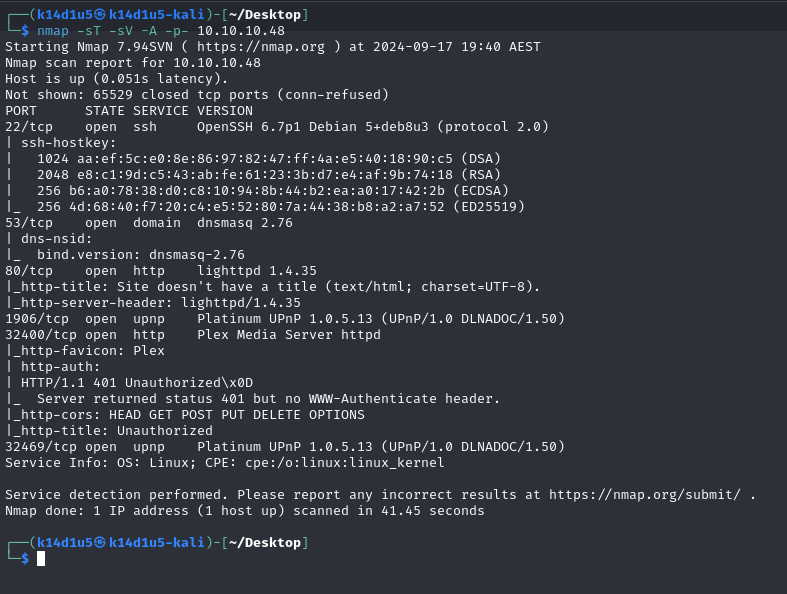 ┌──(k14d1u5㉿k14d1u5-kali)-[~/Desktop]
└─$ nmap -sT -sV -A -p- 10.10.10.48
Starting Nmap 7.94SVN ( https://nmap.org ) at 2024-09-17 19:40 AEST
Nmap scan report for 10.10.10.48
Host is up (0.051s latency).
Not shown: 65529 closed tcp ports (conn-refused)
PORT      STATE SERVICE VERSION
22/tcp    open  ssh     OpenSSH 6.7p1 Debian 5+deb8u3 (protocol 2.0)
| ssh-hostkey:
|   1024 aa:ef:5c:e0:8e:86:97:82:47:ff:4a:e5:40:18:90:c5 (DSA)
|   2048 e8:c1:9d:c5:43:ab:fe:61:23:3b:d7:e4:af:9b:74:18 (RSA)
|   256 b6:a0:78:38:d0:c8:10:94:8b:44:b2:ea:a0:17:42:2b (ECDSA)
|_  256 4d:68:40:f7:20:c4:e5:52:80:7a:44:38:b8:a2:a7:52 (ED25519)
53/tcp    open  domain  dnsmasq 2.76
| dns-nsid:
|_  bind.version: dnsmasq-2.76
80/tcp    open  http    lighttpd 1.4.35
|_http-title: Site doesn't have a title (text/html; charset=UTF-8).
|_http-server-header: lighttpd/1.4.35
1906/tcp  open  upnp    Platinum UPnP 1.0.5.13 (UPnP/1.0 DLNADOC/1.50)
32400/tcp open  http    Plex Media Server httpd
|_http-favicon: Plex
| http-auth:
| HTTP/1.1 401 Unauthorized\x0D
|_  Server returned status 401 but no WWW-Authenticate header.
|_http-cors: HEAD GET POST PUT DELETE OPTIONS
|_http-title: Unauthorized
32469/tcp open  upnp    Platinum UPnP 1.0.5.13 (UPnP/1.0 DLNADOC/1.50)
Service Info: OS: Linux; CPE: cpe:/o:linux:linux_kernel

Service detection performed. Please report any incorrect results at https://nmap.org/submit/ .
Nmap done: 1 IP address (1 host up) scanned in 41.45 seconds

┌──(k14d1u5㉿k14d1u5-kali)-[~/Desktop]
└─$